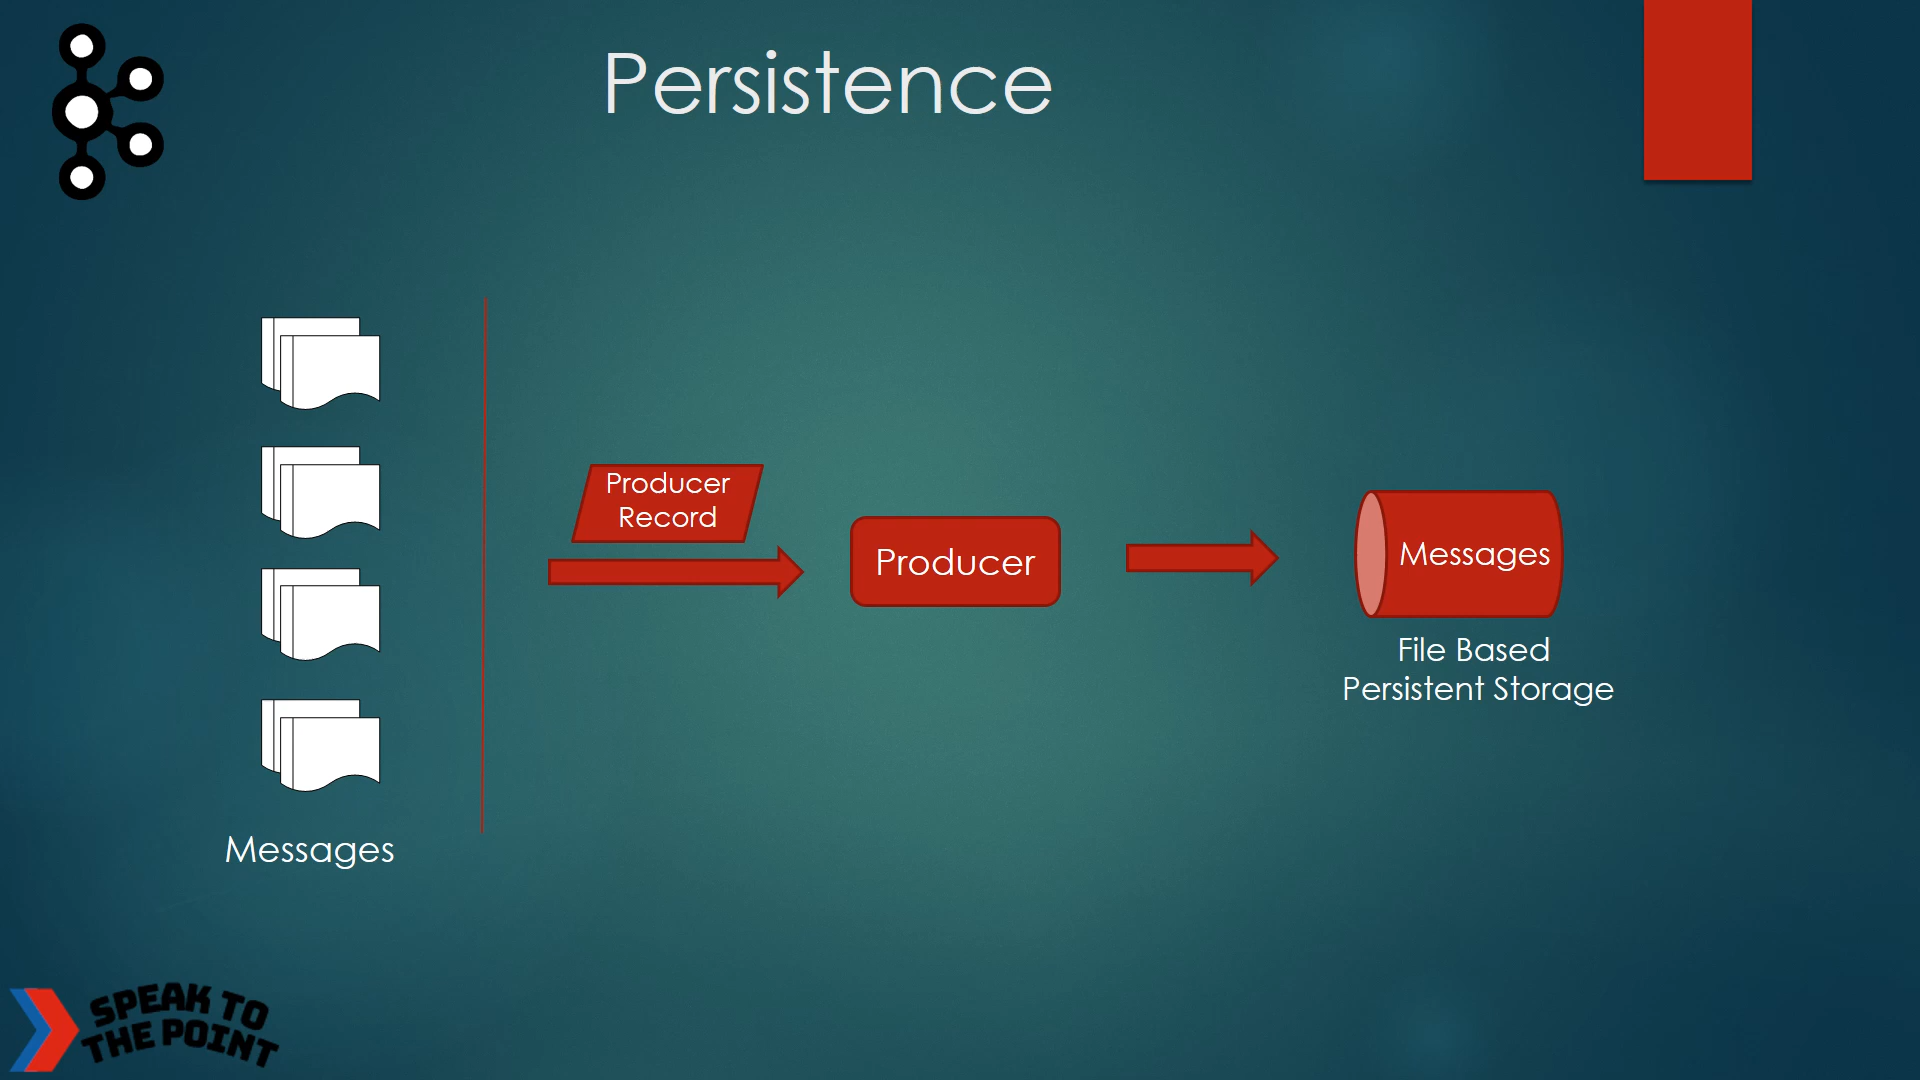 Persistence
Producer
Record
Producer
Messages
File Based
Persistent Storage
Messages
SPEAK TO
THE POINT